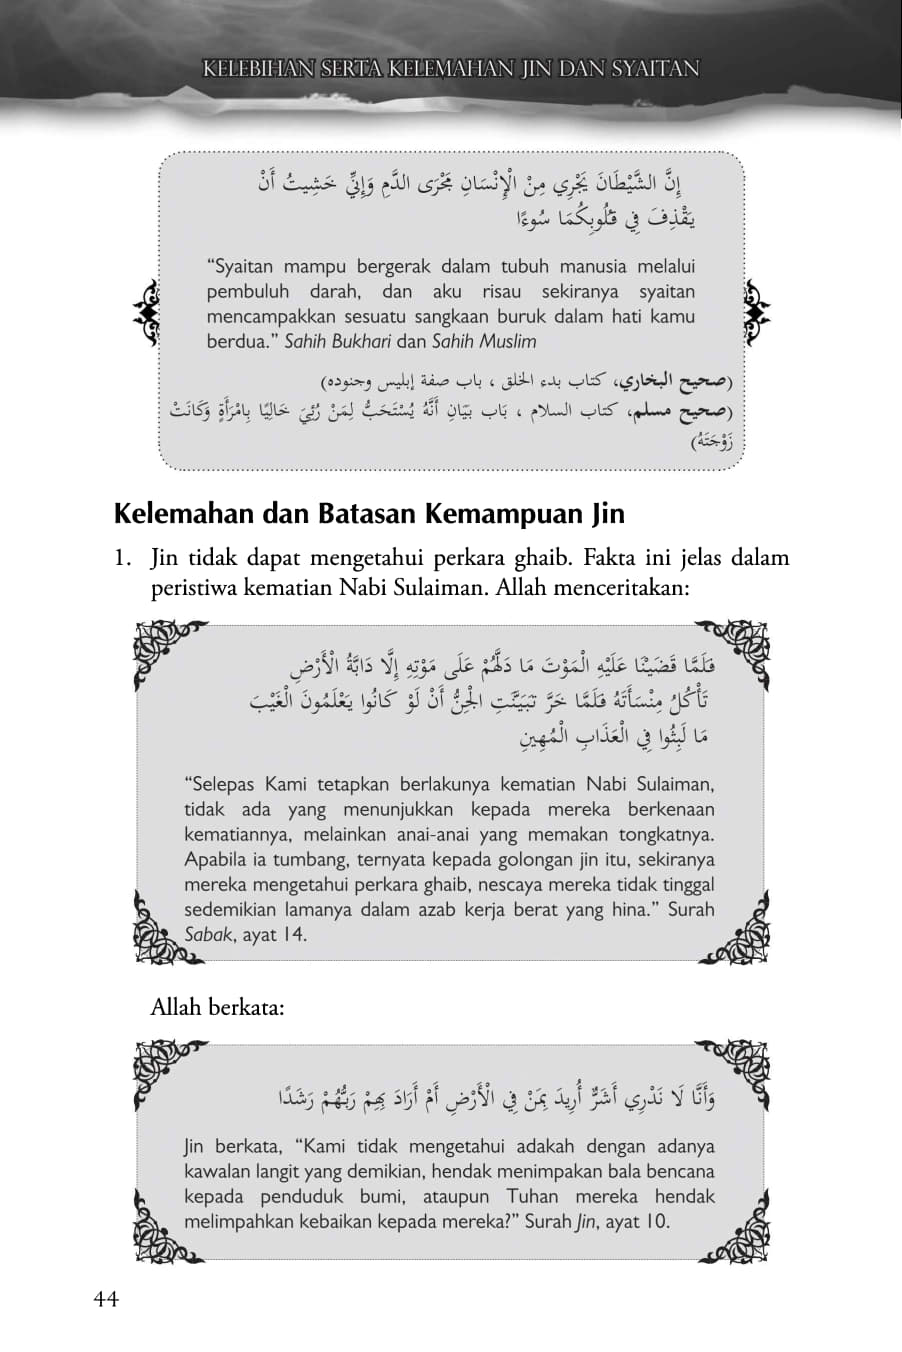 KELEBIHAN SERTA KELEMAHAN JIN DAN SYAITAN
إِنَّ الشَّيْطَانَ يَجْرِي مِنْ الْإِنْسَانِ مَجْرَى الدَّمِ وَإِنِّي خَشِيتُ أَنْ
يَقْذِفَ فِي قُلُوبِكُمَا سُوءًا
“Syaitan mampu bergerak dalam tubuh manusia melalui
pembuluh darah, dan aku risau sekiranya syaitan
mencampakkan sesuatu sangkaan buruk dalam hati kamu
berdua.” Sahih Bukhari dan Sahih Muslim
(صحيح البخاري، كتاب بدء الخلق ، باب صفة إبليس وجنوده)
(صحيح مسلم، كتاب السلام ، بَاب بَيَانِ أَنَّهُ يُسْتَحَبُّ لِمَنْ رُئِيَ خَالِيًا بِامْرَأَةٍ وَكَانَتْ
زَوْجَتَهُ)
Kelemahan dan Batasan Kemampuan Jin
1. Jin tidak dapat mengetahui perkara ghaib. Fakta ini jelas dalam
peristiwa kematian Nabi Sulaiman. Allah menceritakan:
فَلَمَّا قَضَيْنَا عَلَيْهِ الْمَوْتَ مَا دَلَّهُمْ عَلَى مَوْتِهِ إِلَّا دَابَّةُ الْأَرْضِ
تَأْكُلُ مِنْسَأَتَهُ فَلَمَّا خَرَّ تَبَيَّنَتِ الْجِنُّ أَنْ لَوْ كَانُوا يَعْلَمُونَ الْغَيْبَ
مَا لَبِثُوا فِي الْعَذَابِ الْمُهِينِ
“Selepas Kami tetapkan berlakunya kematian Nabi Sulaiman,
tidak ada yang menunjukkan kepada mereka berkenaan
kematiannya, melainkan anai-anai yang memakan tongkatnya.
Apabila ia tumbang, ternyata kepada golongan jin itu, sekiranya
mereka mengetahui perkara ghaib, nescaya mereka tidak tinggal
sedemikian lamanya dalam azab kerja berat yang hina.” Surah
Sabak, ayat 14.
Allah berkata:
وَأَنَّا لَا نَدْرِي أَشَرٌّ أُرِيدَ بِمَنْ فِي الْأَرْضِ أَمْ أَرَادَ بِهِمْ رَبُّهُمْ رَشَدًا
Jin berkata, “Kami tidak mengetahui adakah dengan adanya
kawalan langit yang demikian, hendak menimpakan bala bencana
kepada penduduk bumi, ataupun Tuhan mereka hendak
melimpahkan kebaikan kepada mereka?” Surah Jin, ayat 10.
44